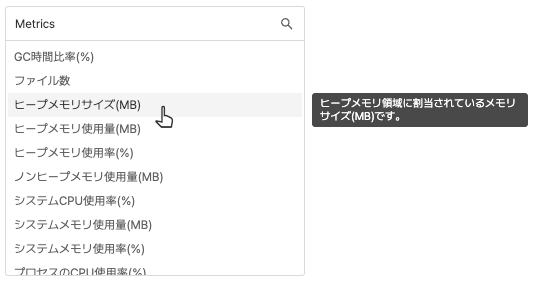 Metrics
GC時間比率(%)
ファイル数
ヒープメモリサイズ(MB)
ヒープメモリ領域に割当されているメモリ
サイズ(MB)です。
ヒープメモリ使用量(MB)
ヒープメモリ使用率(%)
ノンヒープメモリ使用量(MB)
システムCPU使用率(%)
システムメモリ使用量(MB)
システムメモリ使用率(%)
プロセスのCPU使用率(%)